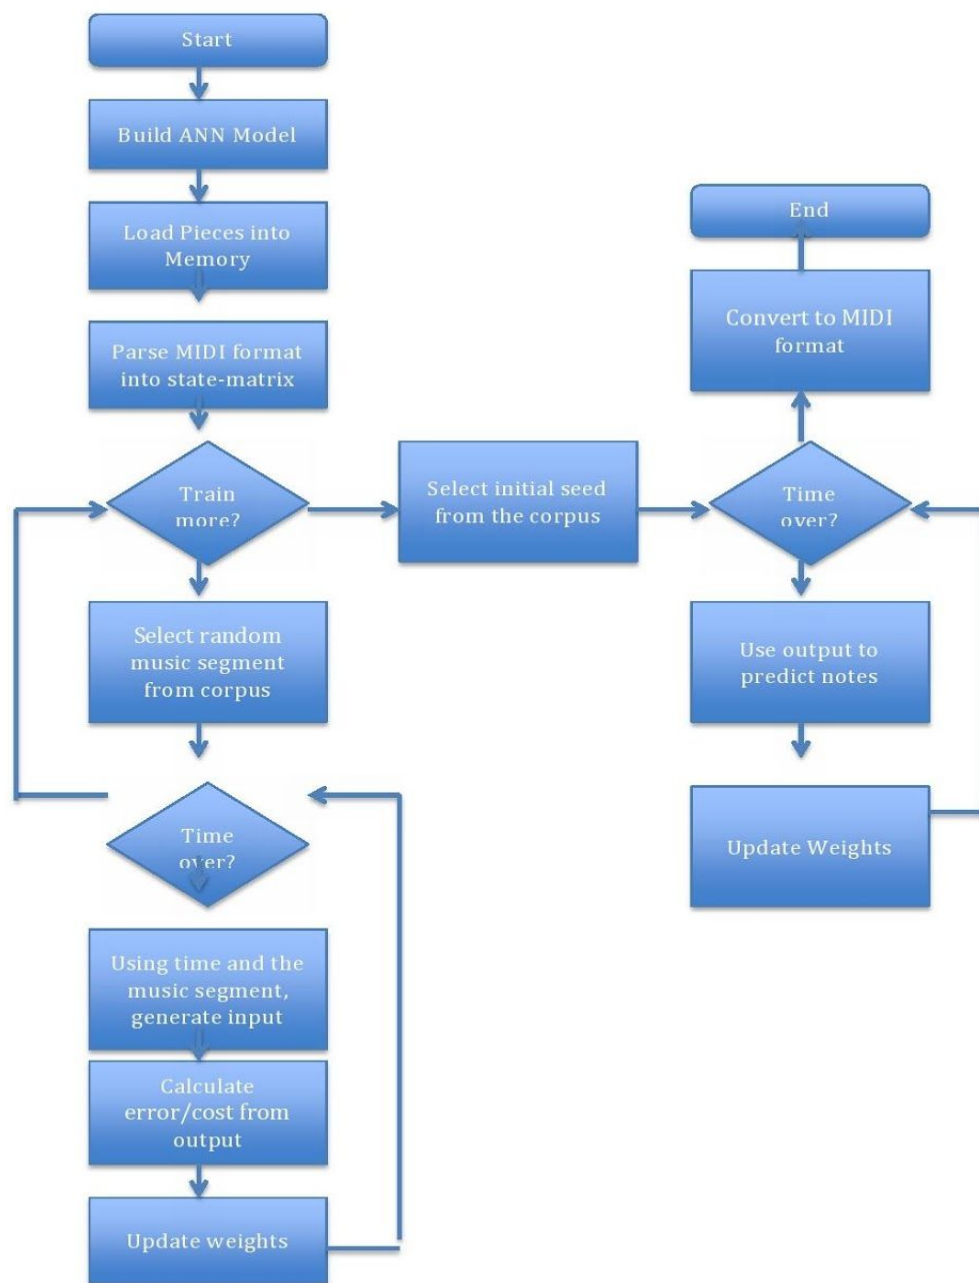 Start
Build ANN Model
Load Pieces into
Memory
Parse MIDI format
into state-matrix
Train
more?
Select random
music segment
from corpus
Time
over?
Using time and the
music segment,
generate input
Calculate
error/cost from
output
Update weights
Select initial seed
from the corpus
End
Convert to MIDI
format
Time
over?
Use output to
predict notes
Update Weights